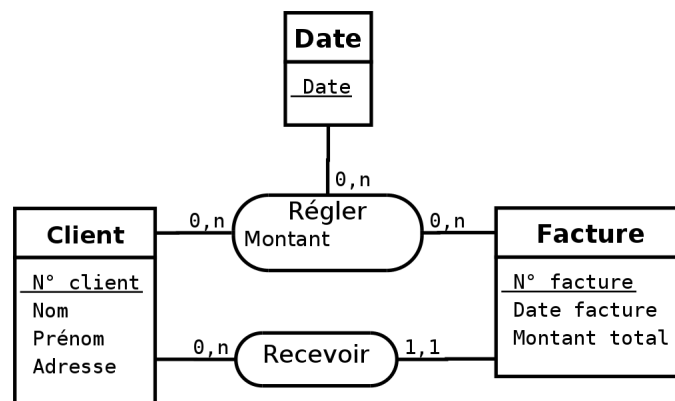 Date
Date
0,n
Régler
Montant
0,n
0,n
Client
N° client
Nom
Prénom
Adresse
Facture
N° facture
Date facture
Montant total
0,n
Recevoir
1,1